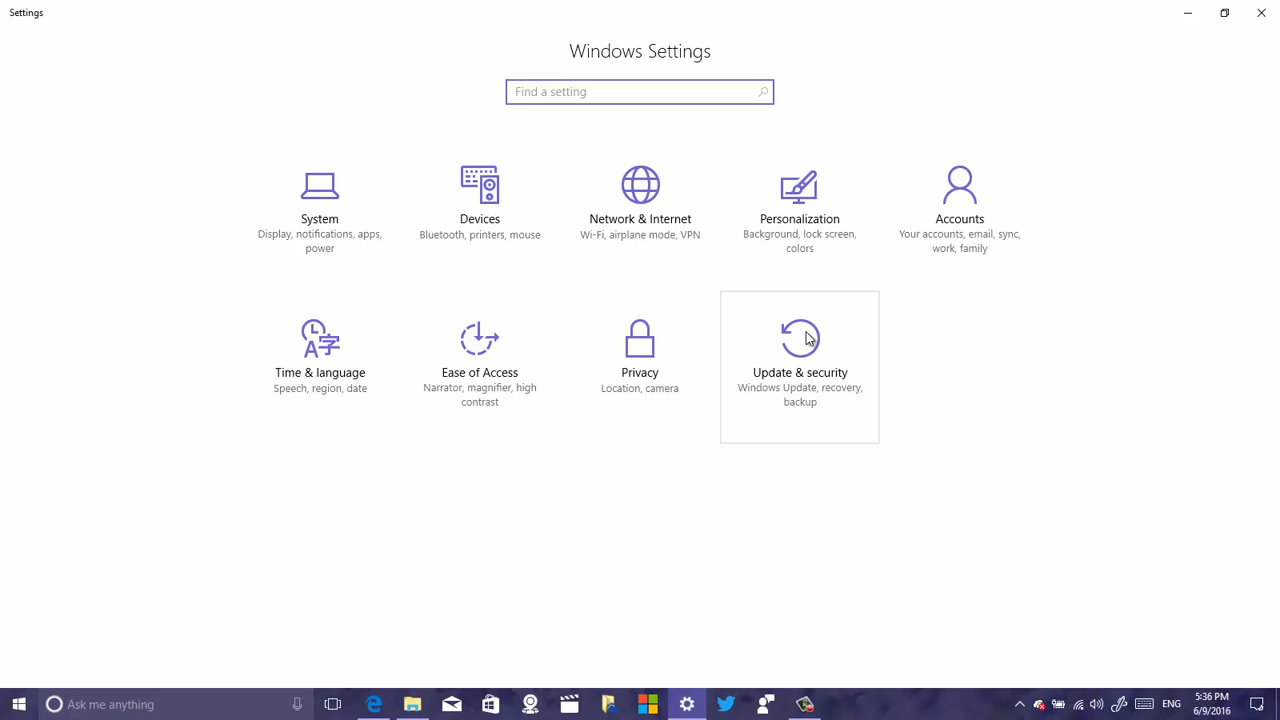 Settings
Windows Settings
Find a setting
System
Display, notifications, apps,
power
Devices
Bluetooth, printers, mouse
Network & Internet
Wi-Fi, airplane mode, VPN
Personalization
Background, lock screen,
colors
Accounts
Your accounts, email, sync,
work, family
A字
Time & language
Speech, region, date
Ease of Access
Narrator, magnifier, high
contrast
Privacy
Location, camera
Update & security
Windows Update, recovery,
backup
Ask me anything
ENG
5:36 PM
6/9/2016